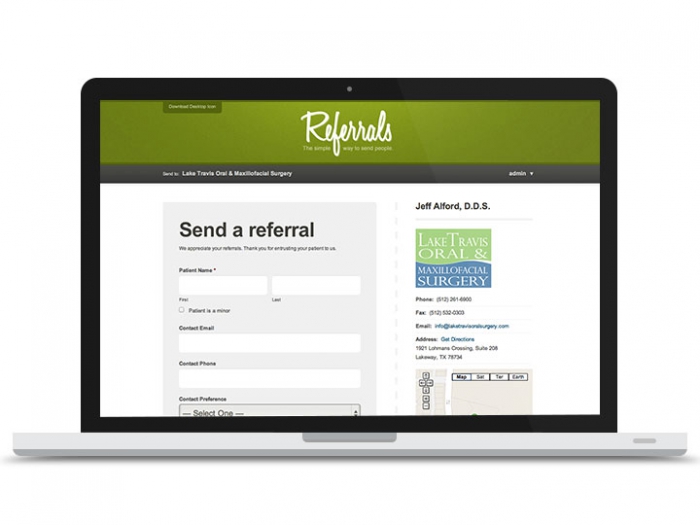 Download Desktop Icon
Referrals
The simple way to send people.
Send to: Lake Travis Oral & Maxillofacial Surgery
admin ▼
Send a referral
We appreciate your referrals. Thank you for entrusting your patient to us.
Patient Name *
First
Last
Patient is a minor
Contact Email
Contact Phone
Contact Preference
— Select One —
Jeff Alford, D.D.S.
LAKE TRAVIS
ORAL &
MAXILLOFACIAL
SURGERY
Phone: (512) 261-6900
Fax: (512) 532-0303
Email: info@laketravisoralsurgery.com
Address: Get Directions
1921 Lohmans Crossing, Suite 208
Lakeway, TX 78734
Map Sat Ter Earth